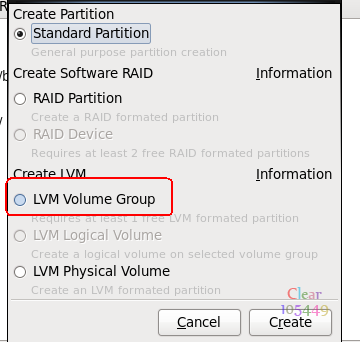 Create Partition
Standard Partition
General purpose partition creation
Create Software RAID Information
RAID Partition
Create a RAID formated partition
RAID Device
Requires at least 2 free RAID formated partitions
Create LVM Information
LVM Volume Group
Requires at least 1 free LVM formated partition
LVM Logical Volume
Create a logical volume on selected volume group
LVM Physical Volume
Create an LVM formated partition
Clear
105449
Cancel Create